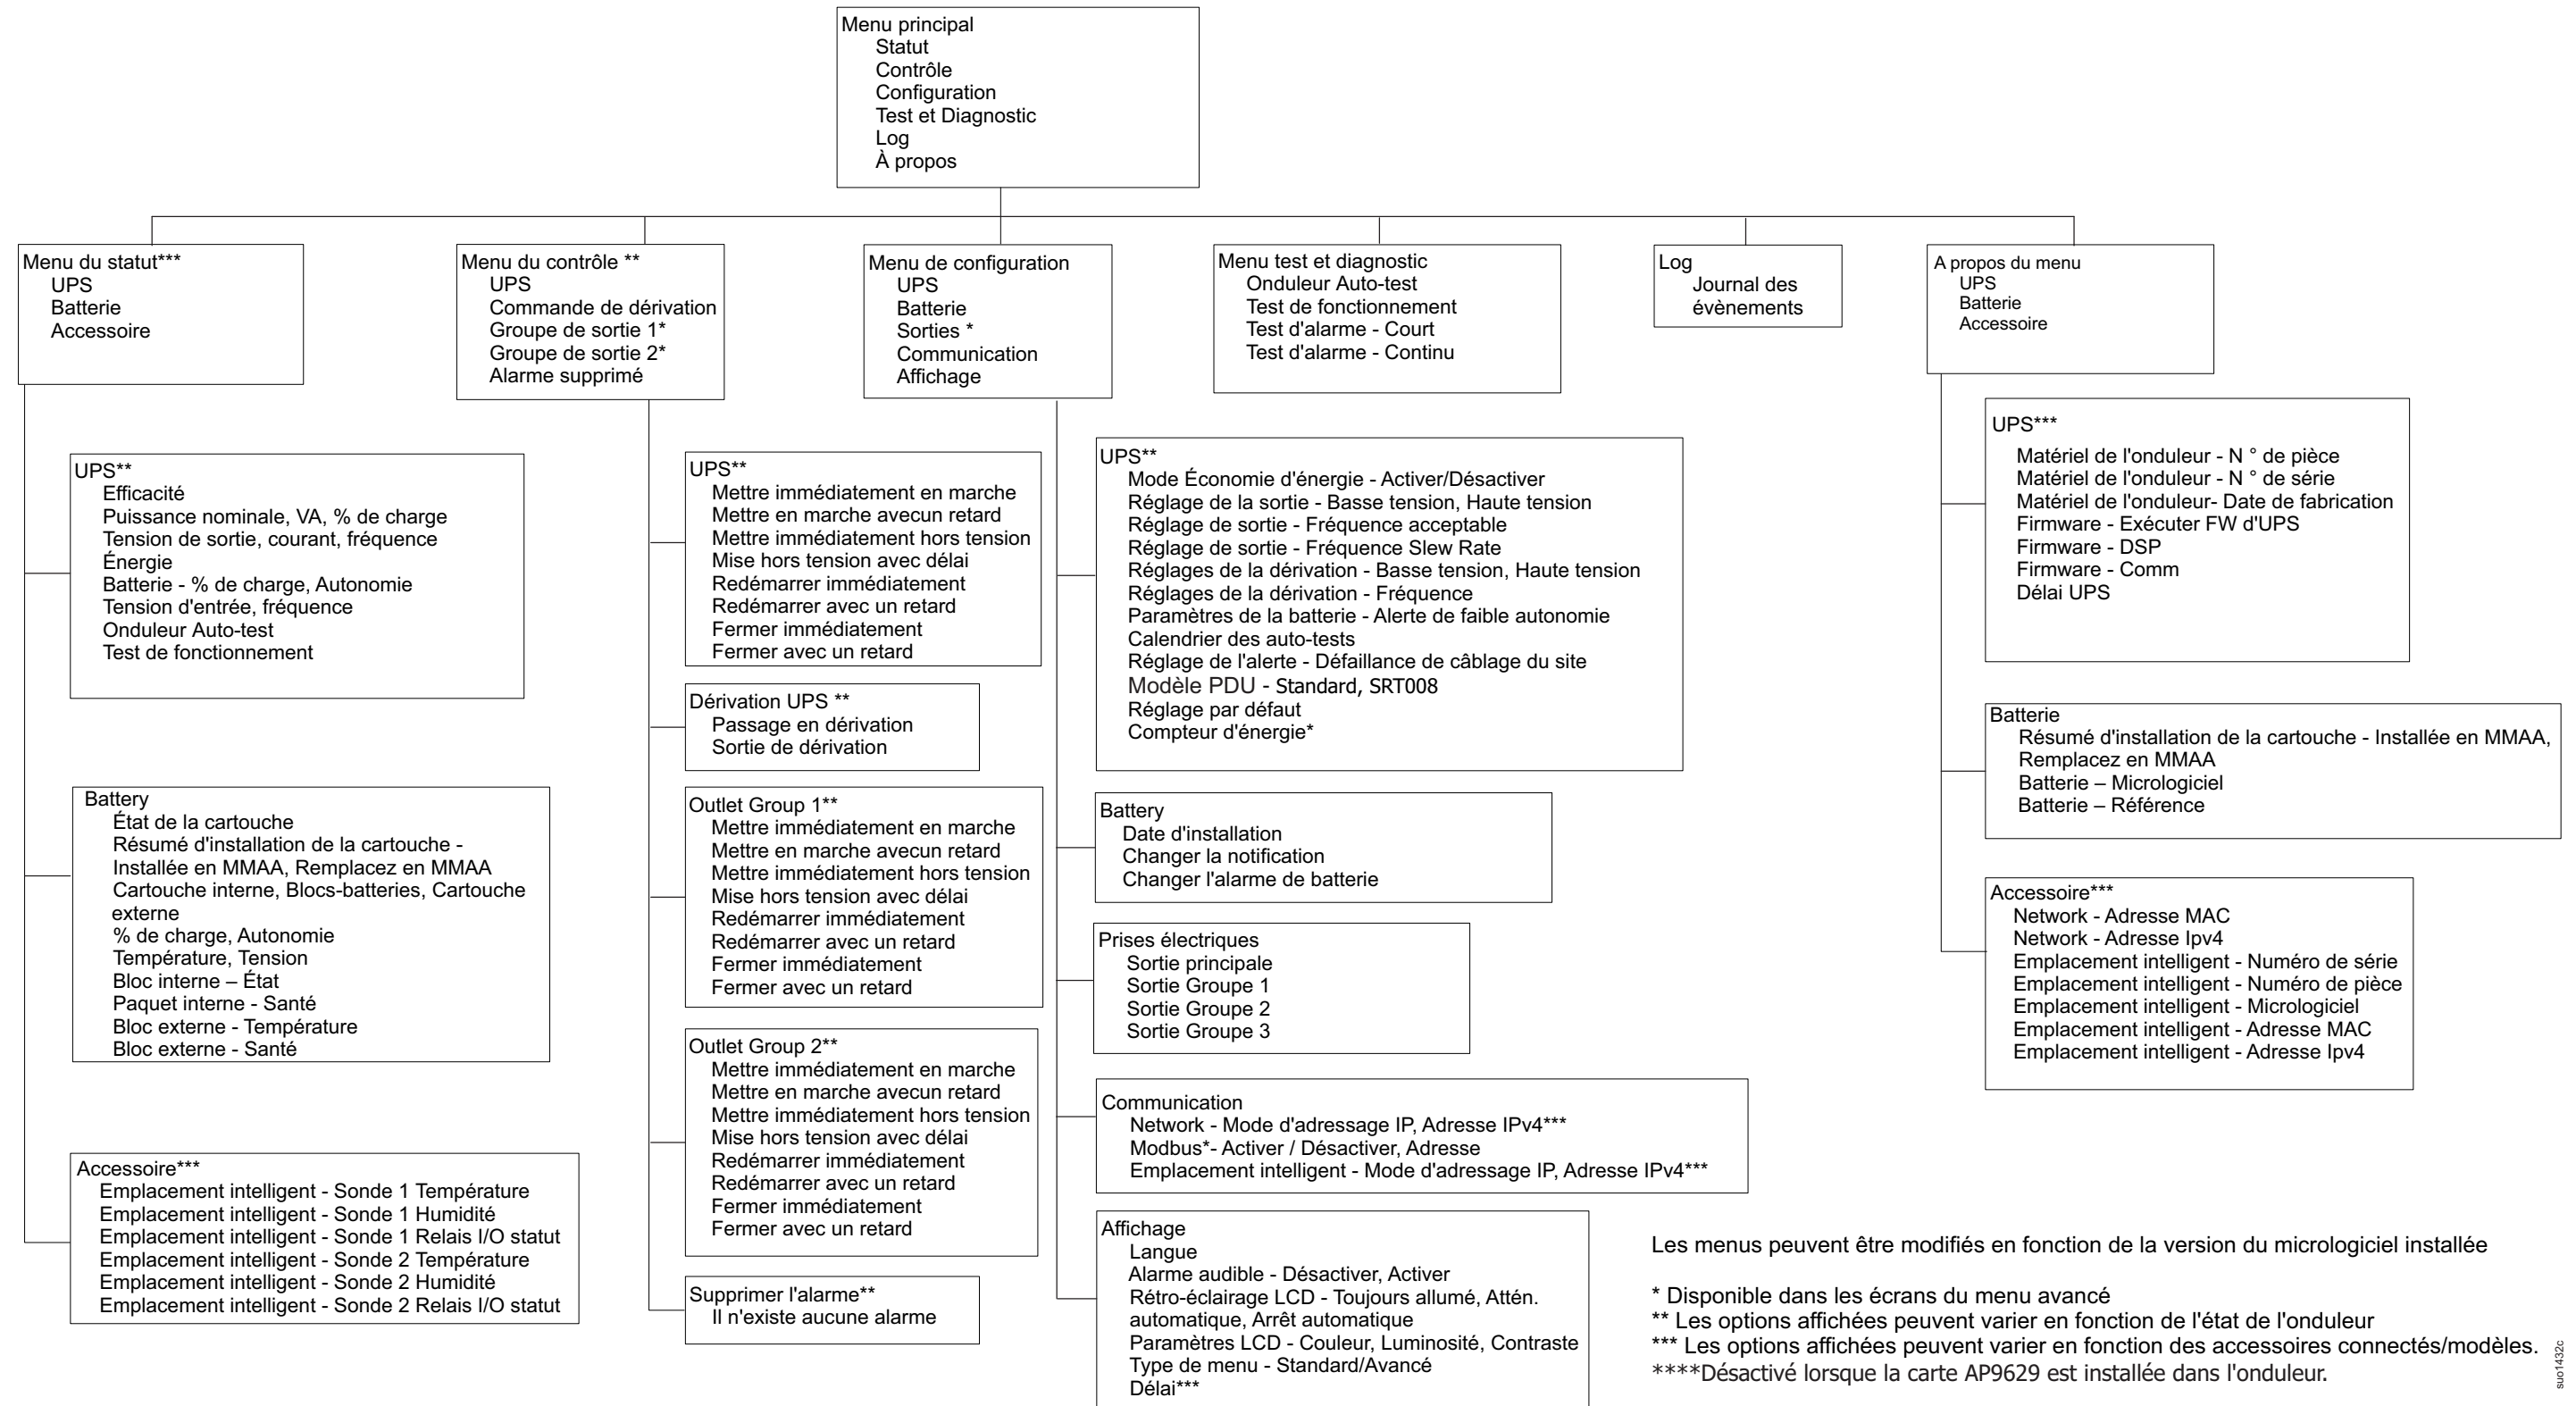 Menu principal
Statut
Contrôle
Configuration
Test et Diagnostic
Log
À propos
Menu du statut***
UPS
Batterie
Accessoire
Menu du contrôle **
UPS
Commande de dérivation
Groupe de sortie 1*
Groupe de sortie 2*
Alarme supprimé
Menu de configuration
UPS
Batterie
Sorties *
Communication
Affichage
Menu test et diagnostic
Onduleur Auto-test
Test de fonctionnement
Test d'alarme - Court
Test d'alarme - Continu
Log
Journal des
évènements
A propos du menu
UPS
Batterie
Accessoire
UPS**
Efficacité
Puissance nominale, VA, % de charge
Tension de sortie, courant, fréquence
Énergie
Batterie - % de charge, Autonomie
Tension d'entrée, fréquence
Onduleur Auto-test
Test de fonctionnement
Battery
État de la cartouche
Résumé d'installation de la cartouche -
Installée en MMAA, Remplacez en MMAA
Cartouche interne, Blocs-batteries, Cartouche
externe
% de charge, Autonomie
Température, Tension
Bloc interne – État
Paquet interne - Santé
Bloc externe - Température
Bloc externe - Santé
Accessoire***
Emplacement intelligent - Sonde 1 Température
Emplacement intelligent - Sonde 1 Humidité
Emplacement intelligent - Sonde 1 Relais I/O statut
Emplacement intelligent - Sonde 2 Température
Emplacement intelligent - Sonde 2 Humidité
Emplacement intelligent - Sonde 2 Relais I/O statut
UPS**
Mettre immédiatement en marche
Mettre en marche avecun retard
Mettre immédiatement hors tension
Mise hors tension avec délai
Redémarrer immédiatement
Redémarrer avec un retard
Fermer immédiatement
Fermer avec un retard
Dérivation UPS **
Passage en dérivation
Sortie de dérivation
Outlet Group 1**
Mettre immédiatement en marche
Mettre en marche avecun retard
Mettre immédiatement hors tension
Mise hors tension avec délai
Redémarrer immédiatement
Redémarrer avec un retard
Fermer immédiatement
Fermer avec un retard
Outlet Group 2**
Mettre immédiatement en marche
Mettre en marche avecun retard
Mettre immédiatement hors tension
Mise hors tension avec délai
Redémarrer immédiatement
Redémarrer avec un retard
Fermer immédiatement
Fermer avec un retard
Supprimer l'alarme**
Il n'existe aucune alarme
UPS**
Mode Économie d'énergie - Activer/Désactiver
Réglage de la sortie - Basse tension, Haute tension
Réglage de sortie - Fréquence acceptable
Réglage de sortie - Fréquence Slew Rate
Réglages de la dérivation - Basse tension, Haute tension
Réglages de la dérivation - Fréquence
Paramètres de la batterie - Alerte de faible autonomie
Calendrier des auto-tests
Réglage de l'alerte - Défaillance de câblage du site
Modèle PDU - Standard, SRT008
Réglage par défaut
Compteur d'énergie*
Battery
Date d'installation
Changer la notification
Changer l'alarme de batterie
Prises électriques
Sortie principale
Sortie Groupe 1
Sortie Groupe 2
Sortie Groupe 3
Communication
Network - Mode d'adressage IP, Adresse IPv4***
Modbus*- Activer / Désactiver, Adresse
Emplacement intelligent - Mode d'adressage IP, Adresse IPv4***
Affichage
Langue
Alarme audible - Désactiver, Activer
Rétro-éclairage LCD - Toujours allumé, Attén.
automatique, Arrêt automatique
Paramètres LCD - Couleur, Luminosité, Contraste
Type de menu - Standard/Avancé
Délai***
UPS***
Matériel de l'onduleur - N ° de pièce
Matériel de l'onduleur - N ° de série
Matériel de l'onduleur- Date de fabrication
Firmware - Exécuter FW d'UPS
Firmware - DSP
Firmware - Comm
Délai UPS
Batterie
Résumé d'installation de la cartouche - Installée en MMAA,
Remplacez en MMAA
Batterie – Micrologiciel
Batterie – Référence
Accessoire***
Network - Adresse MAC
Network - Adresse Ipv4
Emplacement intelligent - Numéro de série
Emplacement intelligent - Numéro de pièce
Emplacement intelligent - Micrologiciel
Emplacement intelligent - Adresse MAC
Emplacement intelligent - Adresse Ipv4
Les menus peuvent être modifiés en fonction de la version du micrologiciel installée
* Disponible dans les écrans du menu avancé
** Les options affichées peuvent varier en fonction de l'état de l'onduleur
*** Les options affichées peuvent varier en fonction des accessoires connectés/modèles.
****Désactivé lorsque la carte AP9629 est installée dans l'onduleur.
suo1432c